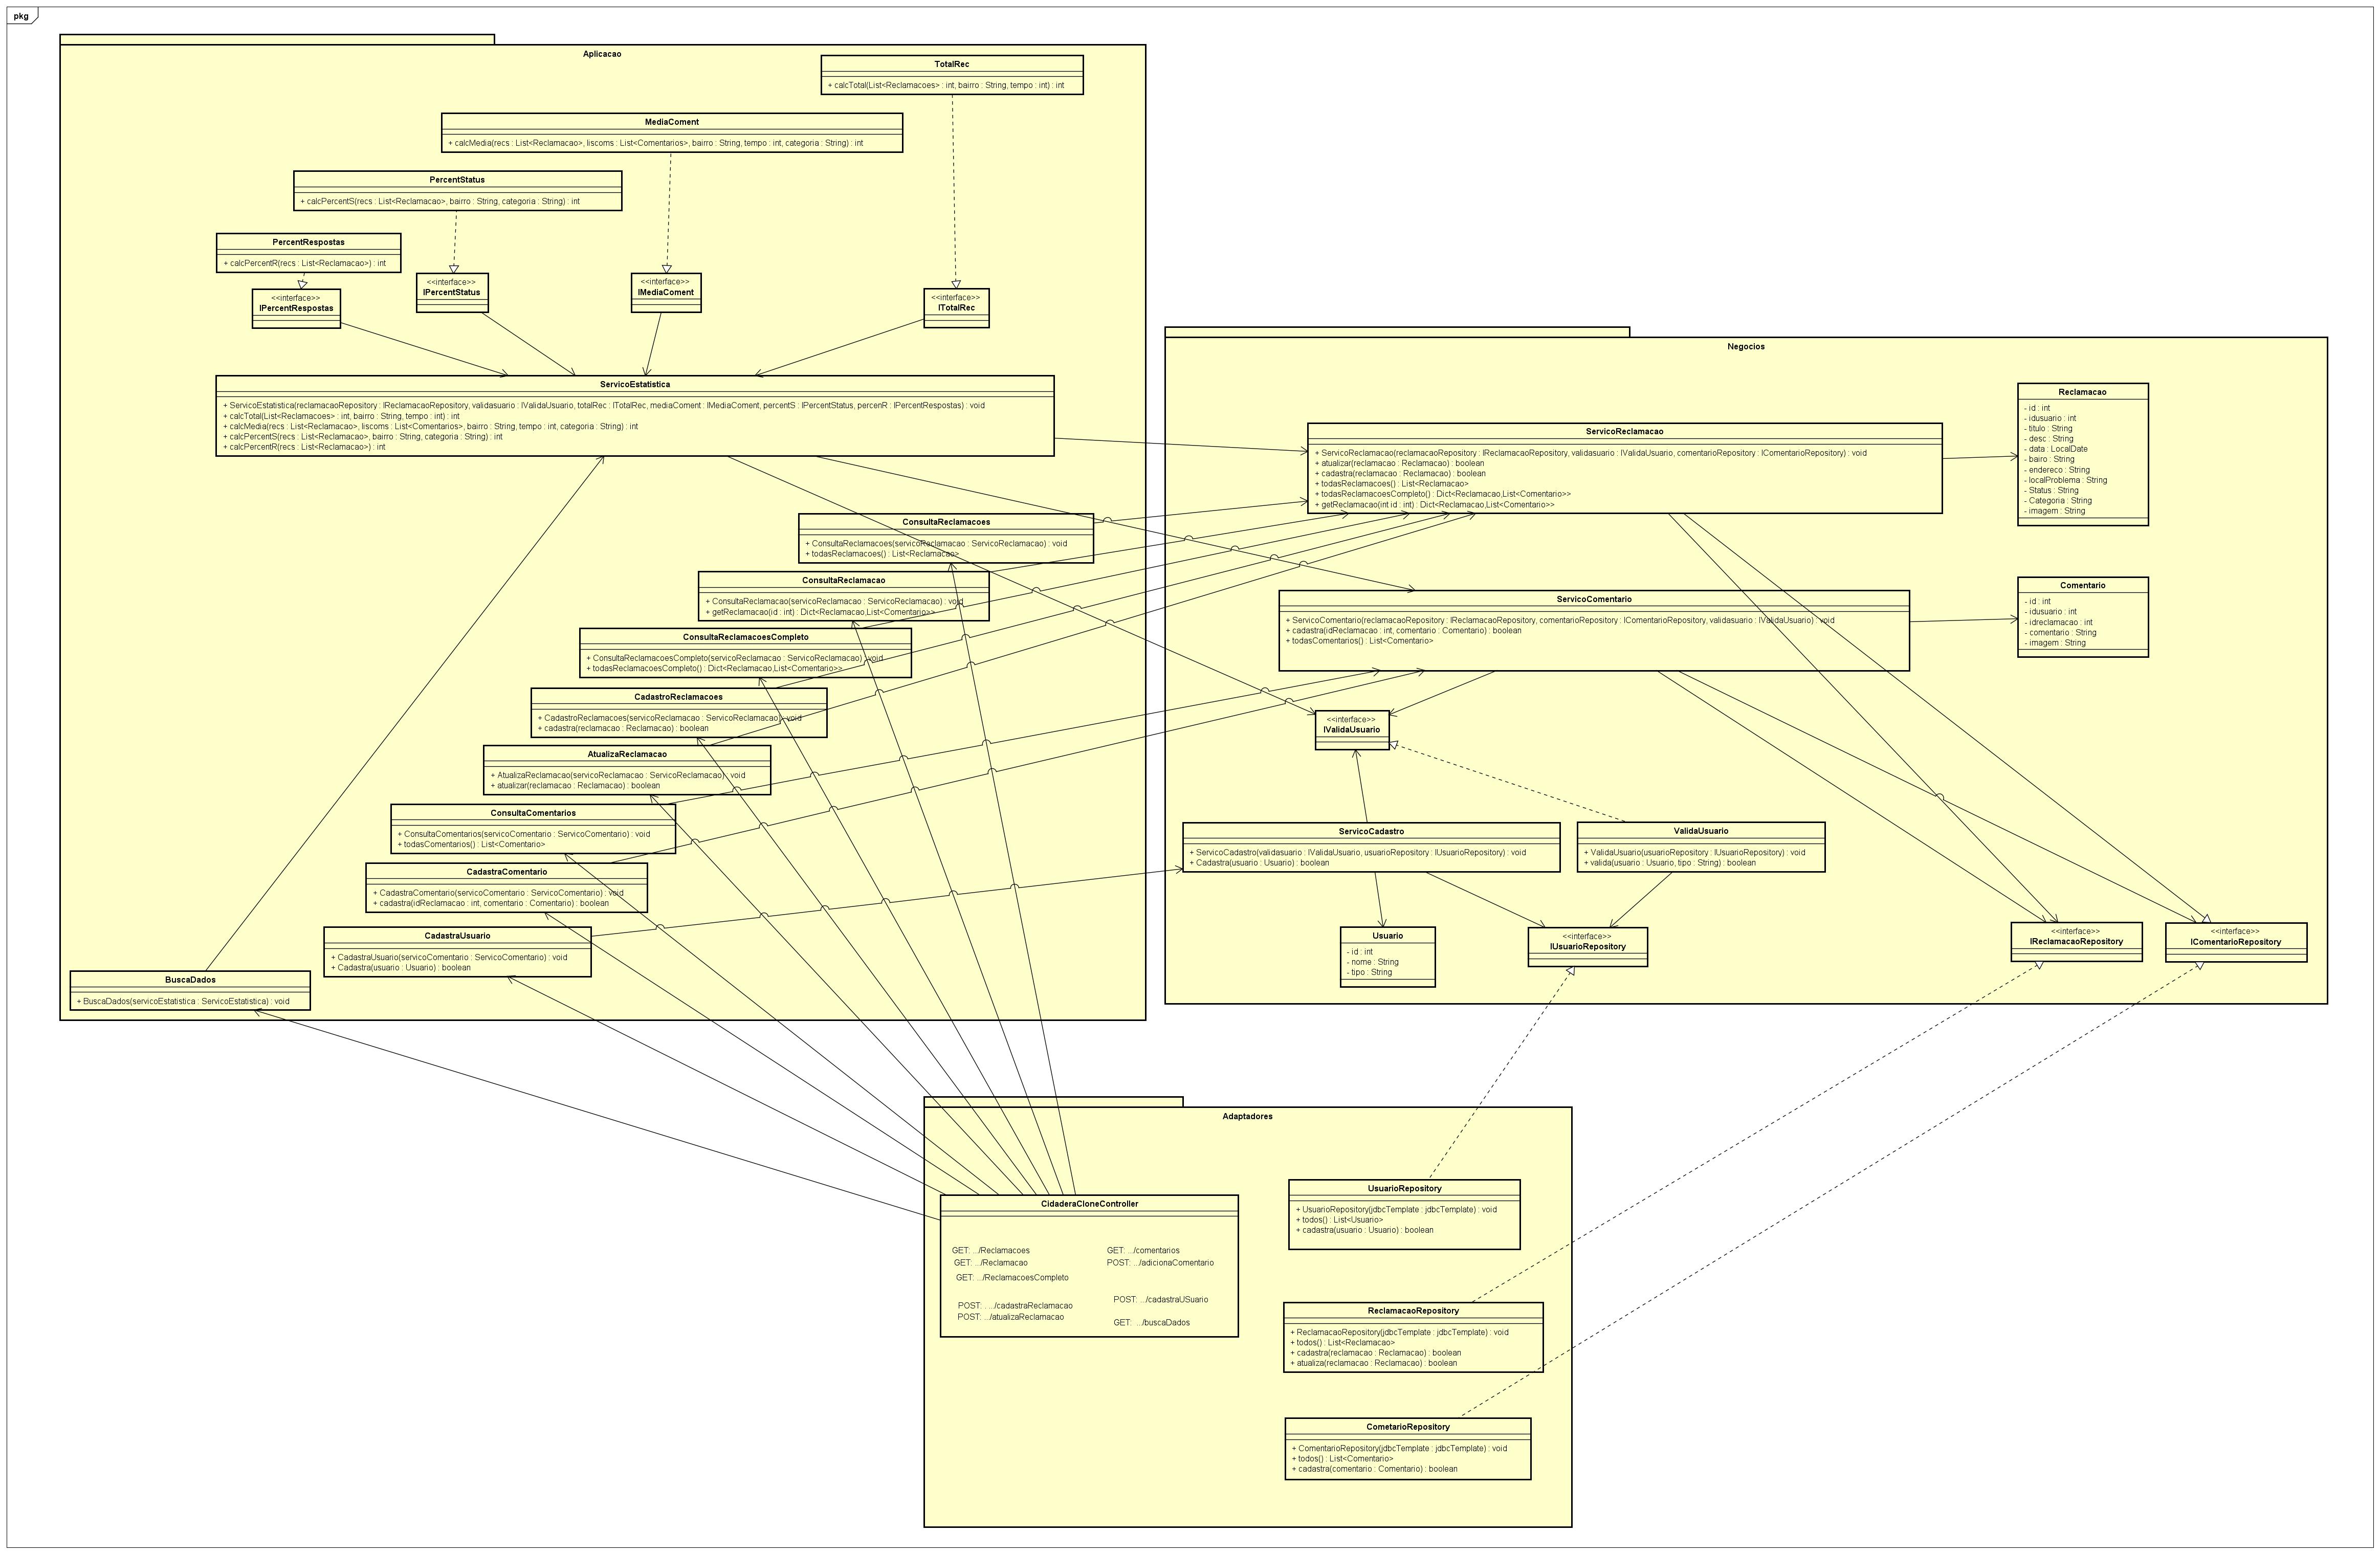 pkg
Aplicacao
TotalRec
+ calcTotal(List<Reclamacoes> : int, bairro : String, tempo : int) : int
MediaComent
+ calcMedia(recs : List<Reclamacao>, liscoms : List<Comentarios>, bairro : String, tempo : int, categoria : String) : int
PercentStatus
+ calcPercentS(recs : List<Reclamacao>, bairro : String, categoria : String) : int
PercentRespostas
+ calcPercentR(recs : List<Reclamacao>) : int
<<interface>>
IPercentRespostas
<<interface>>
IPercentStatus
<<interface>>
IMediaComent
<<interface>>
ITotalRec
ServicoEstatistica
+ ServicoEstatistica(reclamacaoRepository : IReclamacaoRepository, validasuario : IValidaUsuario, totalRec : ITotalRec, mediaComent : IMediaComent, percentS : IPercentStatus, percenR : IPercentRespostas) : void
+ calcTotal(List<Reclamacoes> : int, bairro : String, tempo : int) : int
+ calcMedia(recs : List<Reclamacao>, liscoms : List<Comentarios>, bairro : String, tempo : int, categoria : String) : int
+ calcPercentS(recs : List<Reclamacao>, bairro : String, categoria : String) : int
+ calcPercentR(recs : List<Reclamacao>) : int
ConsultaReclamacoes
+ ConsultaReclamacoes(servicoReclamacao : ServicoReclamacao) : void
+ todasReclamacoes() : List<Reclamacao>
ConsultaReclamacao
+ ConsultaReclamacao(servicoReclamacao : ServicoReclamacao) : void
+ getReclamacao(id : int) : Dict<Reclamacao,List<Comentario>>
ConsultaReclamacoesCompleto
+ ConsultaReclamacoesCompleto(servicoReclamacao : ServicoReclamacao) : void
+ todasReclamacoesCompleto() : Dict<Reclamacao,List<Comentario>>
CadastroReclamacoes
+ CadastroReclamacoes(servicoReclamacao : ServicoReclamacao) : void
+ cadastra(reclamacao : Reclamacao) : boolean
AtualizaReclamacao
+ AtualizaReclamacao(servicoReclamacao : ServicoReclamacao) : void
+ atualizar(reclamacao : Reclamacao) : boolean
ConsultaComentarios
+ ConsultaComentarios(servicoComentario : ServicoComentario) : void
+ todasComentarios() : List<Comentario>
CadastraComentario
+ CadastraComentario(servicoComentario : ServicoComentario) : void
+ cadastra(idReclamacao : int, comentario : Comentario) : boolean
CadastraUsuario
+ CadastraUsuario(servicoComentario : ServicoComentario) : void
+ Cadastra(usuario : Usuario) : boolean
BuscaDados
+ BuscaDados(servicoEstatistica : ServicoEstatistica) : void
Negocios
ServicoReclamacao
+ ServicoReclamacao(reclamacaoRepository : IReclamacaoRepository, validasuario : IValidaUsuario, comentarioRepository : IComentarioRepository) : void
+ atualizar(reclamacao : Reclamacao) : boolean
+ cadastra(reclamacao : Reclamacao) : boolean
+ todasReclamacoes() : List<Reclamacao>
+ todasReclamacoesCompleto() : Dict<Reclamacao,List<Comentario>>
+ getReclamacao(int id : int) : Dict<Reclamacao,List<Comentario>>
Reclamacao
- id : int
- idusuario : int
- titulo : String
- desc : String
- data : LocalDate
- bairo : String
- endereco : String
- localProblema : String
- Status : String
- Categoria : String
- imagem : String
ServicoComentario
+ ServicoComentario(reclamacaoRepository : IReclamacaoRepository, comentarioRepository : IComentarioRepository, validasuario : IValidaUsuario) : void
+ cadastra(idReclamacao : int, comentario : Comentario) : boolean
+ todasComentarios() : List<Comentario>
Comentario
- id : int
- idusuario : int
- idreclamacao : int
- comentario : String
- imagem : String
<<interface>>
IValidaUsuario
ServicoCadastro
+ ServicoCadastro(validasuario : IValidaUsuario, usuarioRepository : IUsuarioRepository) : void
+ Cadastra(usuario : Usuario) : boolean
ValidaUsuario
+ ValidaUsuario(usuarioRepository : IUsuarioRepository) : void
+ valida(usuario : Usuario, tipo : String) : boolean
Usuario
- id : int
- nome : String
- tipo : String
<<interface>>
IUsuarioRepository
<<interface>>
IReclamacaoRepository
<<interface>>
IComentarioRepository
Adaptadores
CidaderaCloneController
GET: .../Reclamacoes
GET: .../Reclamacao
GET: .../ReclamacoesCompleto
POST: . .../cadastraReclamacao
POST: .../atualizaReclamacao
GET: .../comentarios
POST: .../adicionaComentario
POST: .../cadastraUSuario
GET:  .../buscaDados
UsuarioRepository
+ UsuarioRepository(jdbcTemplate : jdbcTemplate) : void
+ todos() : List<Usuario>
+ cadastra(usuario : Usuario) : boolean
ReclamacaoRepository
+ ReclamacaoRepository(jdbcTemplate : jdbcTemplate) : void
+ todos() : List<Reclamacao>
+ cadastra(reclamacao : Reclamacao) : boolean
+ atualiza(reclamacao : Reclamacao) : boolean
CometarioRepository
+ ComentarioRepository(jdbcTemplate : jdbcTemplate) : void
+ todos() : List<Comentario>
+ cadastra(comentario : Comentario) : boolean